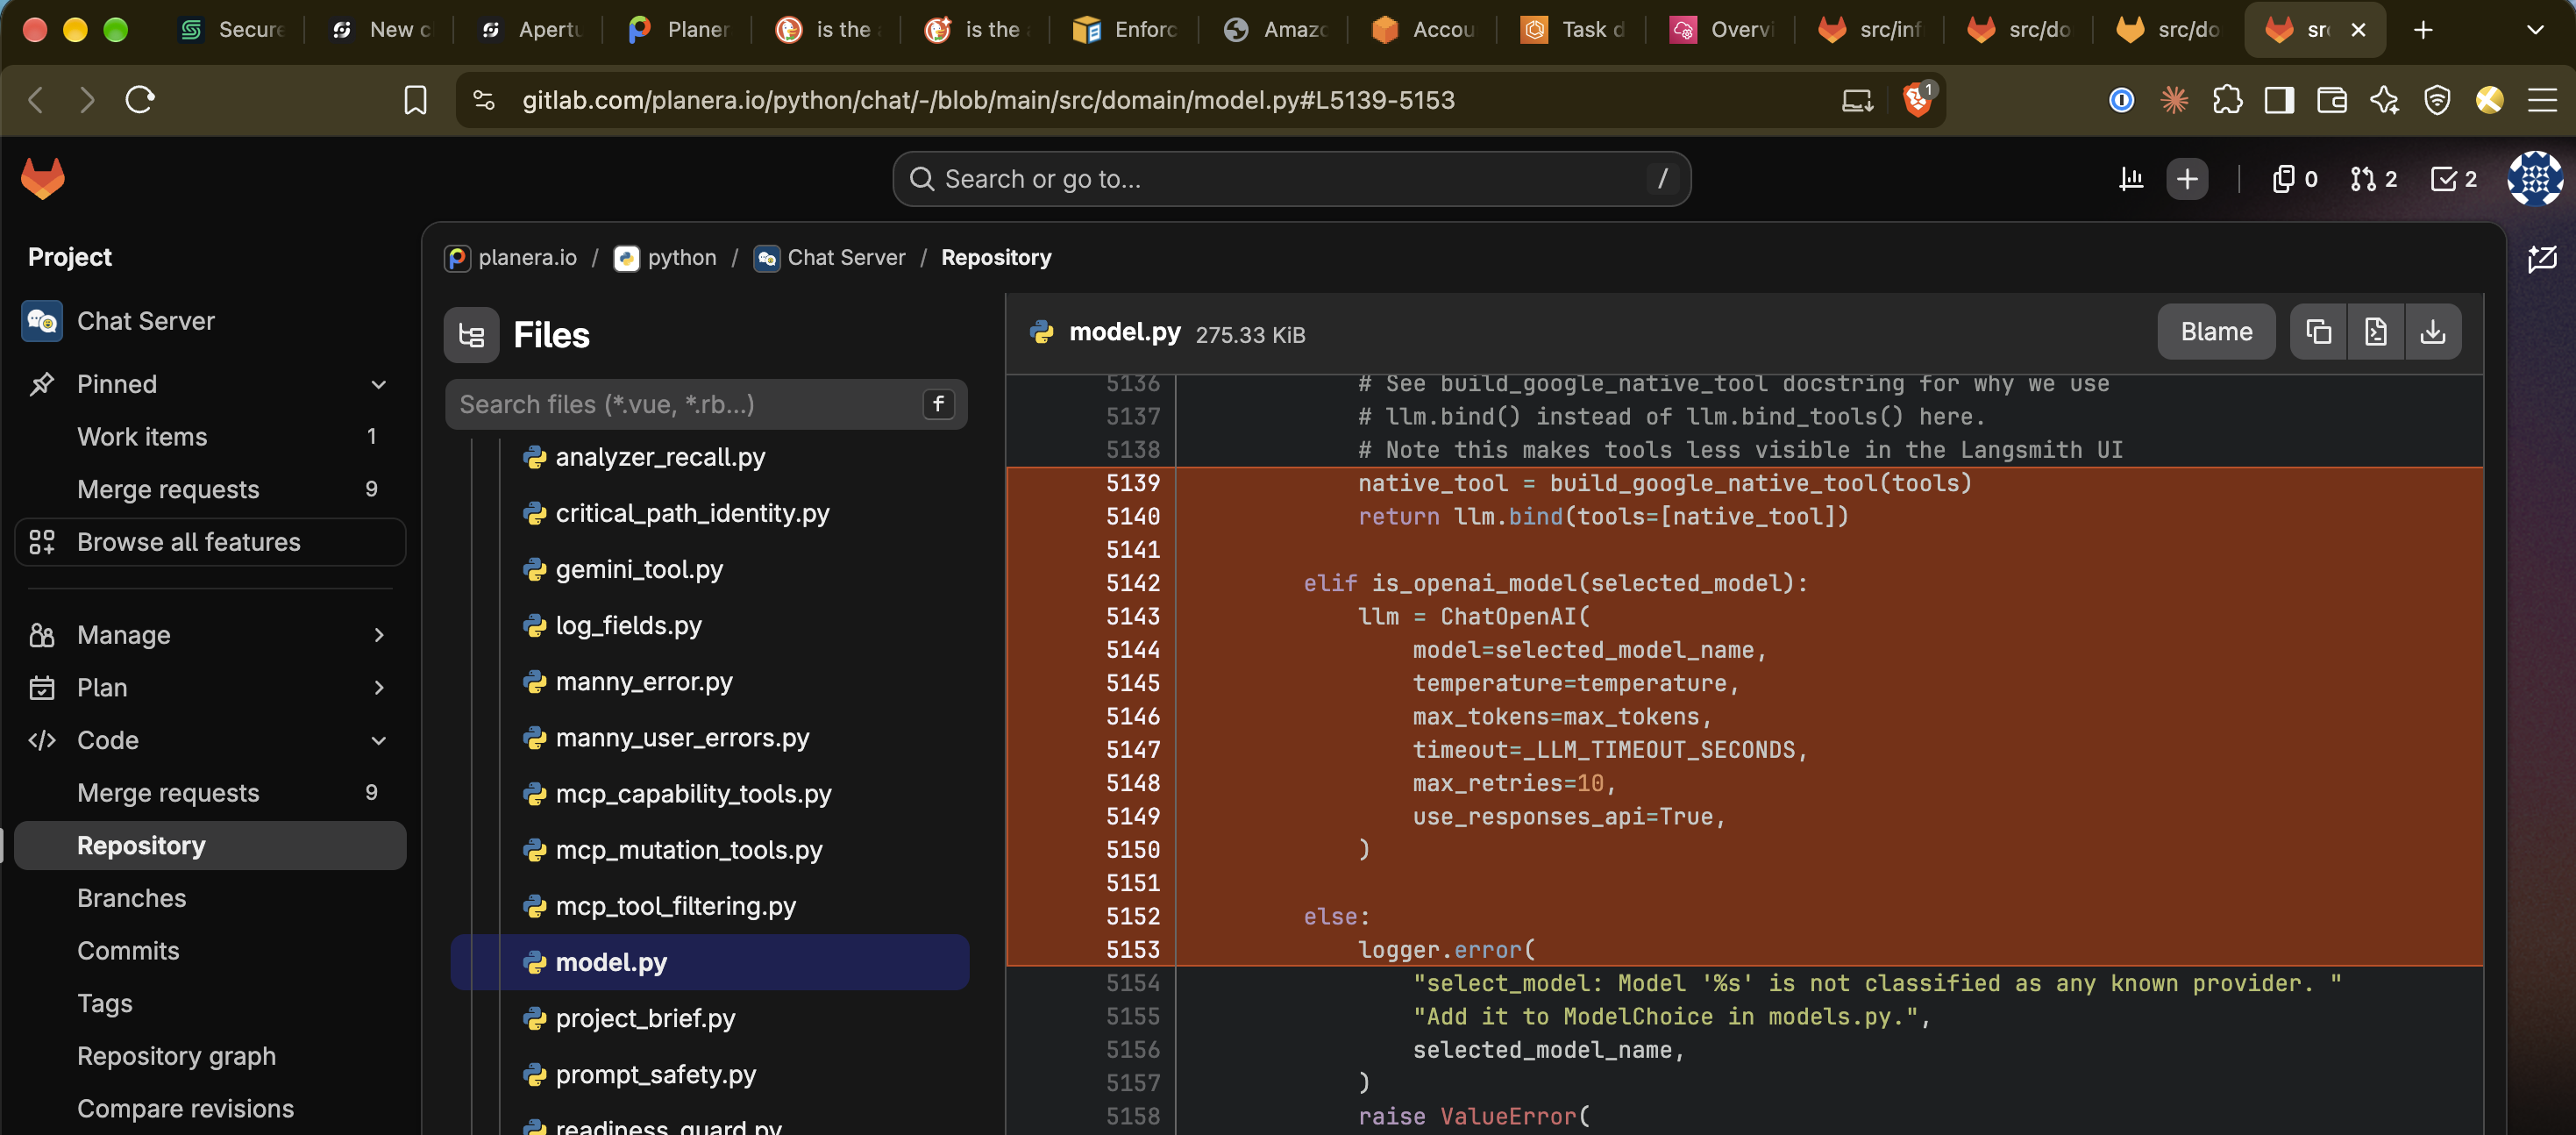 Secure
New c
Apertu
Planer
is the a
is the a
Enforc
Amazo
Accou
Task d
Overvi
src/inf
src/do
src/do
src
gitlab.com/planera.io/python/chat/-/blob/main/src/domain/model.py#L5139-5153
1
Search or go to...
/
0
2
2
Project
Chat Server
Pinned
Work items 1
Merge requests 9
Browse all features
Manage
Plan
Code
Merge requests 9
Repository
Branches
Commits
Tags
Repository graph
Compare revisions
planera.io / python / Chat Server / Repository
Files
Search files (*.vue, *.rb...) f
analyzer_recall.py
critical_path_identity.py
gemini_tool.py
log_fields.py
manny_error.py
manny_user_errors.py
mcp_capability_tools.py
mcp_mutation_tools.py
mcp_tool_filtering.py
model.py
project_brief.py
prompt_safety.py
readiness_guard.py
model.py 275.33 KiB
Blame
5136 # See build_google_native_tool docstring for why we use
5137 # llm.bind() instead of llm.bind_tools() here.
5138 # Note this makes tools less visible in the Langsmith UI
5139 native_tool = build_google_native_tool(tools)
5140 return llm.bind(tools=[native_tool])
5141
5142 elif is_openai_model(selected_model):
5143 llm = ChatOpenAI(
5144 model=selected_model_name,
5145 temperature=temperature,
5146 max_tokens=max_tokens,
5147 timeout=_LLM_TIMEOUT_SECONDS,
5148 max_retries=10,
5149 use_responses_api=True,
5150 )
5151
5152 else:
5153 logger.error(
5154 "select_model: Model '%s' is not classified as any known provider. "
5155 "Add it to ModelChoice in models.py.",
5156 selected_model_name,
5157 )
5158 raise ValueError(